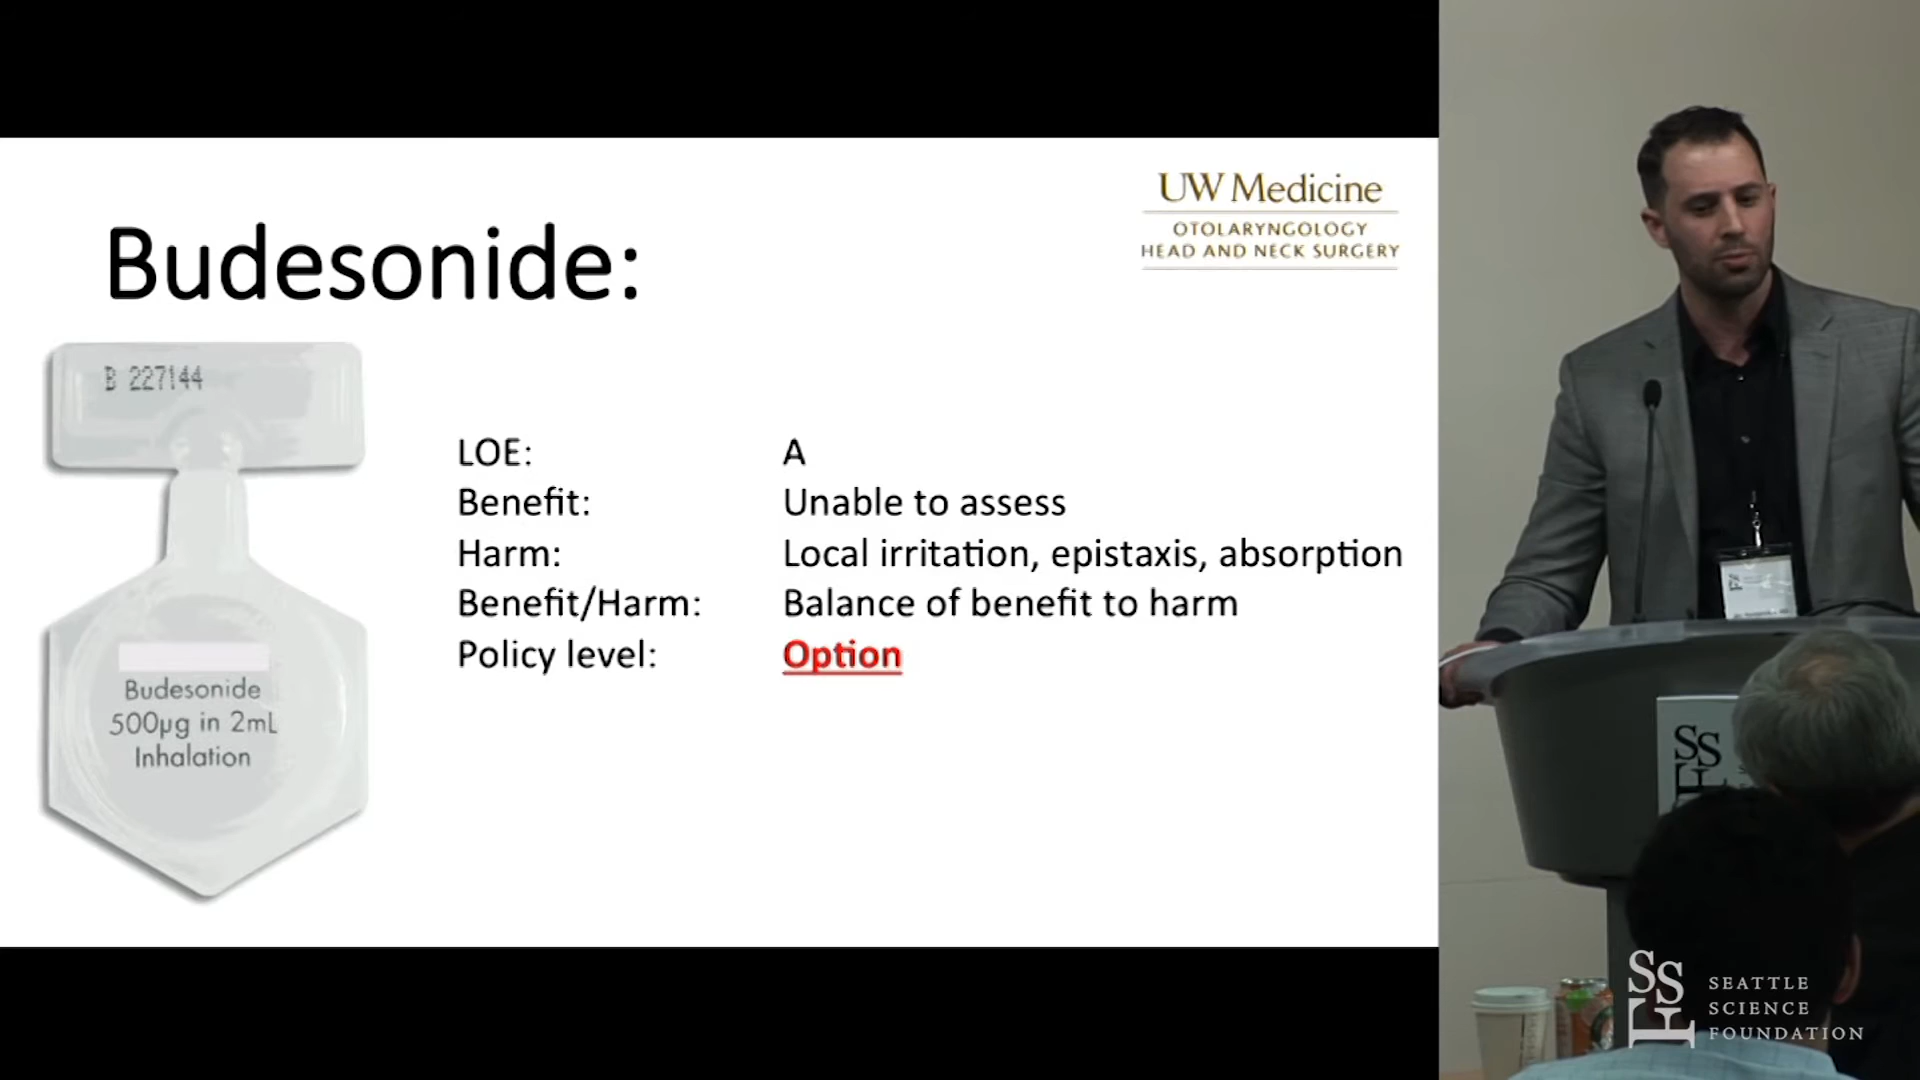 Budesonide:
UW Medicine
OTOLARYNGOLOGY
HEAD AND NECK SURGERY
B 227144
Budesonide
500µg in 2mL
Inhalation
LOE: A
Benefit: Unable to assess
Harm: Local irritation, epistaxis, absorption
Benefit/Harm: Balance of benefit to harm
Policy level: Option
SSF
SEATTLE
SCIENCE
FOUNDATION